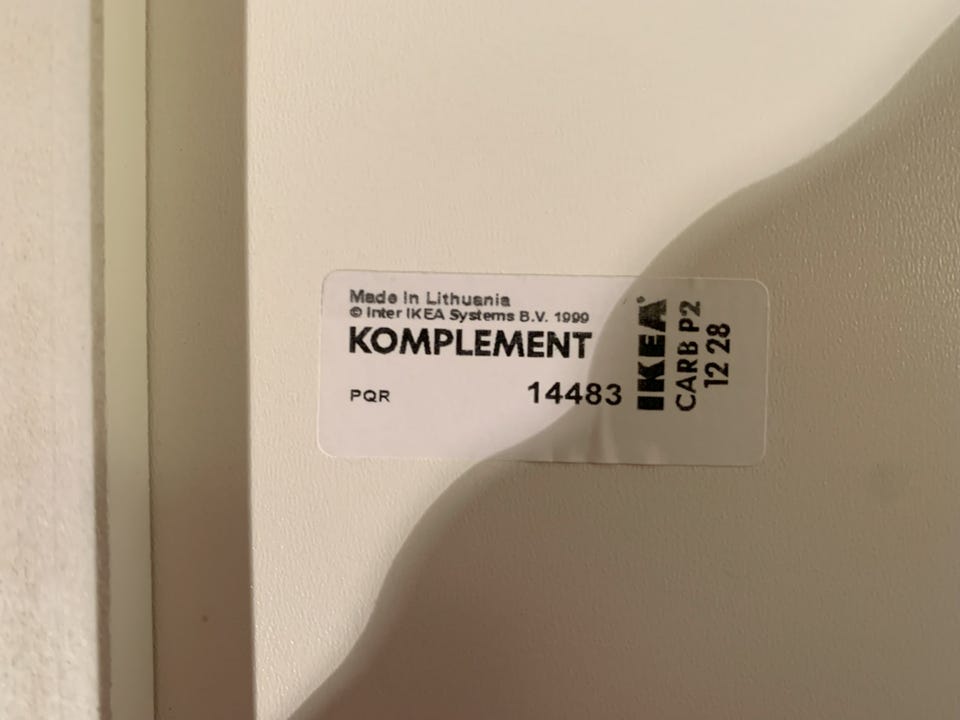 Made in Lithuania
© Inter IKEA Systems B.V. 1999
KOMPLEMENT
PQR 14483
IKEA®
CARB P2
12 28